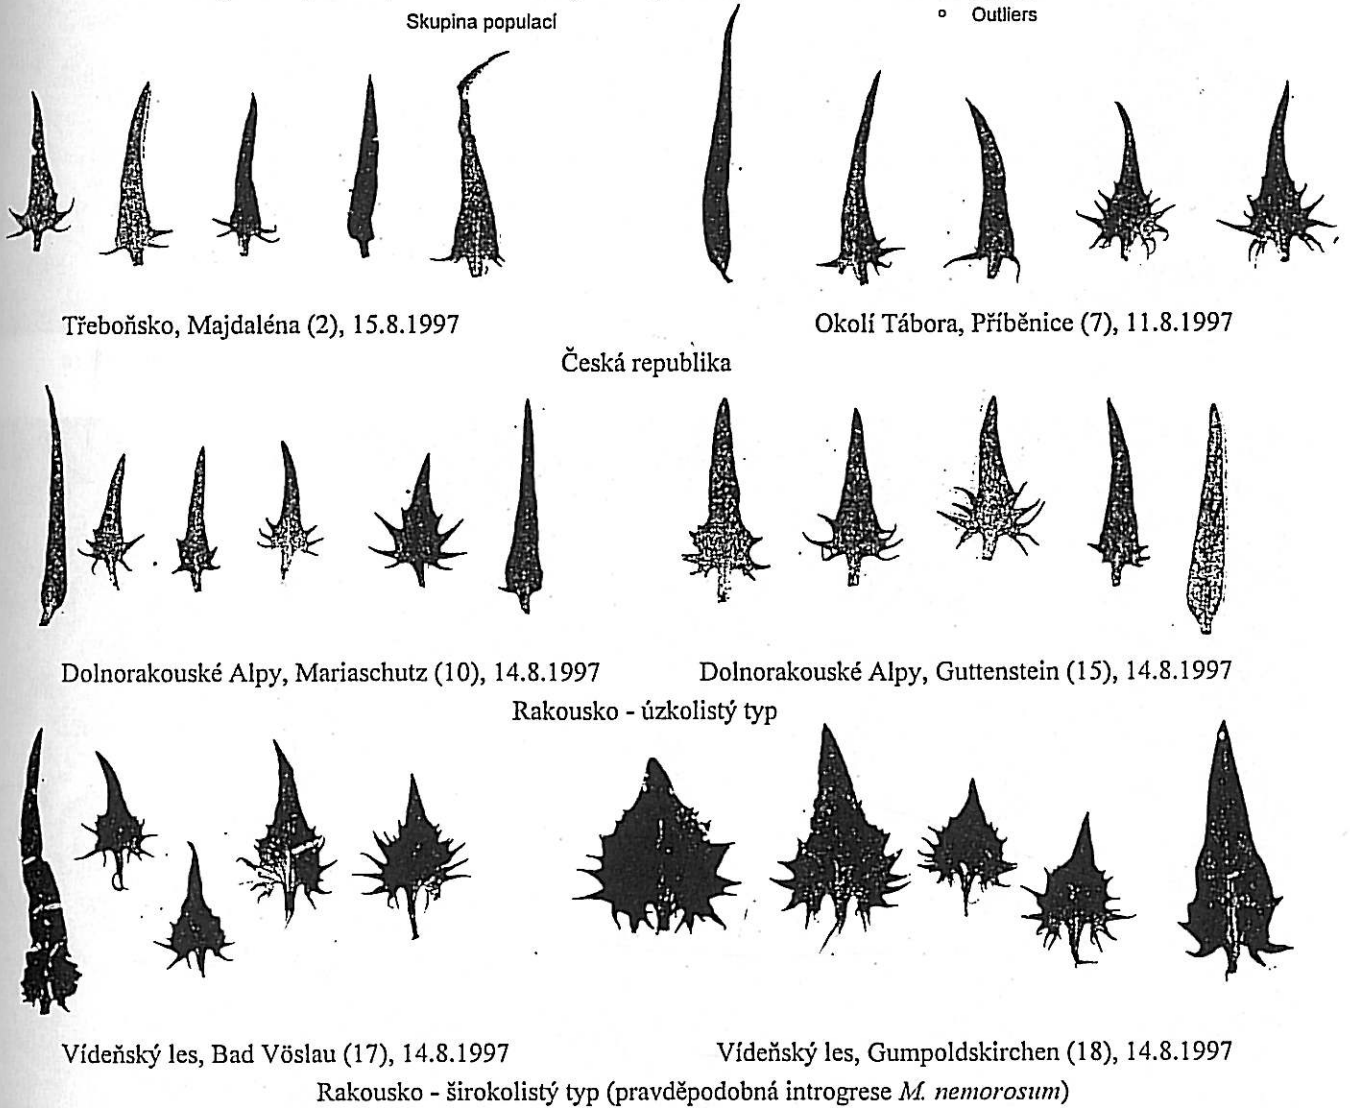 Skupina populací
▫ Outliers
Třeboňsko, Majdaléna (2), 15.8.1997
Okolí Tábora, Příběnice (7), 11.8.1997
Česká republika
Dolnorakouské Alpy, Mariaschutz (10), 14.8.1997
Dolnorakouské Alpy, Guttenstein (15), 14.8.1997
Rakousko - úzkolistý typ
Vídeňský les, Bad Vöslau (17), 14.8.1997
Vídeňský les, Gumpoldskirchen (18), 14.8.1997
Rakousko - širokolistý typ (pravděpodobná introgrese M. nemorosum)